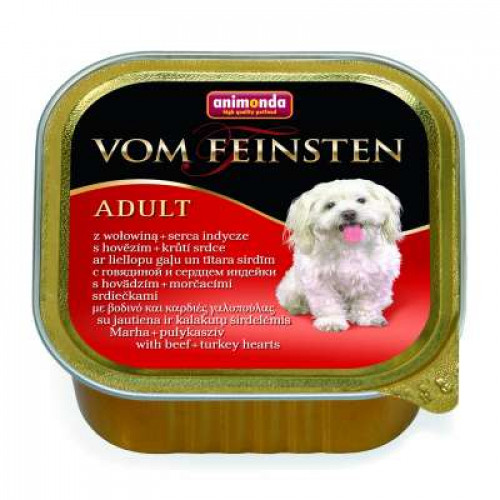 animonda
high quality petfood
VOM FEINSTEN
ADULT
z wołowiną + serca indycze
s hovězím + krůtí srdce
ar liellopu gaļu un tītara sirdīm
с говядиной и сердцем индейки
s hovädzím + morčacími
srdiečkami
με βοδινό και καρδιές γαλοπούλας
su jautiena ir kalakutų širdelėmis
Marha + pulykaszív
with beef + turkey hearts